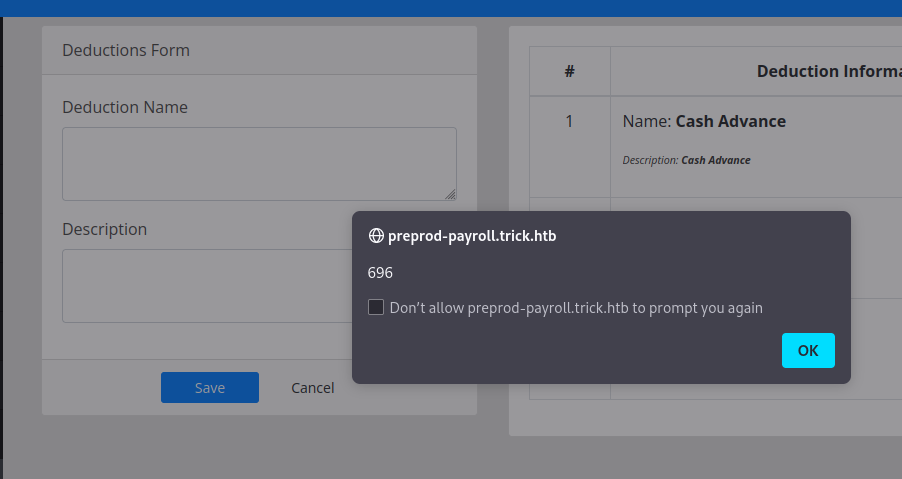 Deductions Form
Deduction Name
Description
Save
Cancel
#
Deduction Informa
1
Name: Cash Advance
Description: Cash Advance
preprod-payroll.trick.htb
696
Don’t allow preprod-payroll.trick.htb to prompt you again
OK